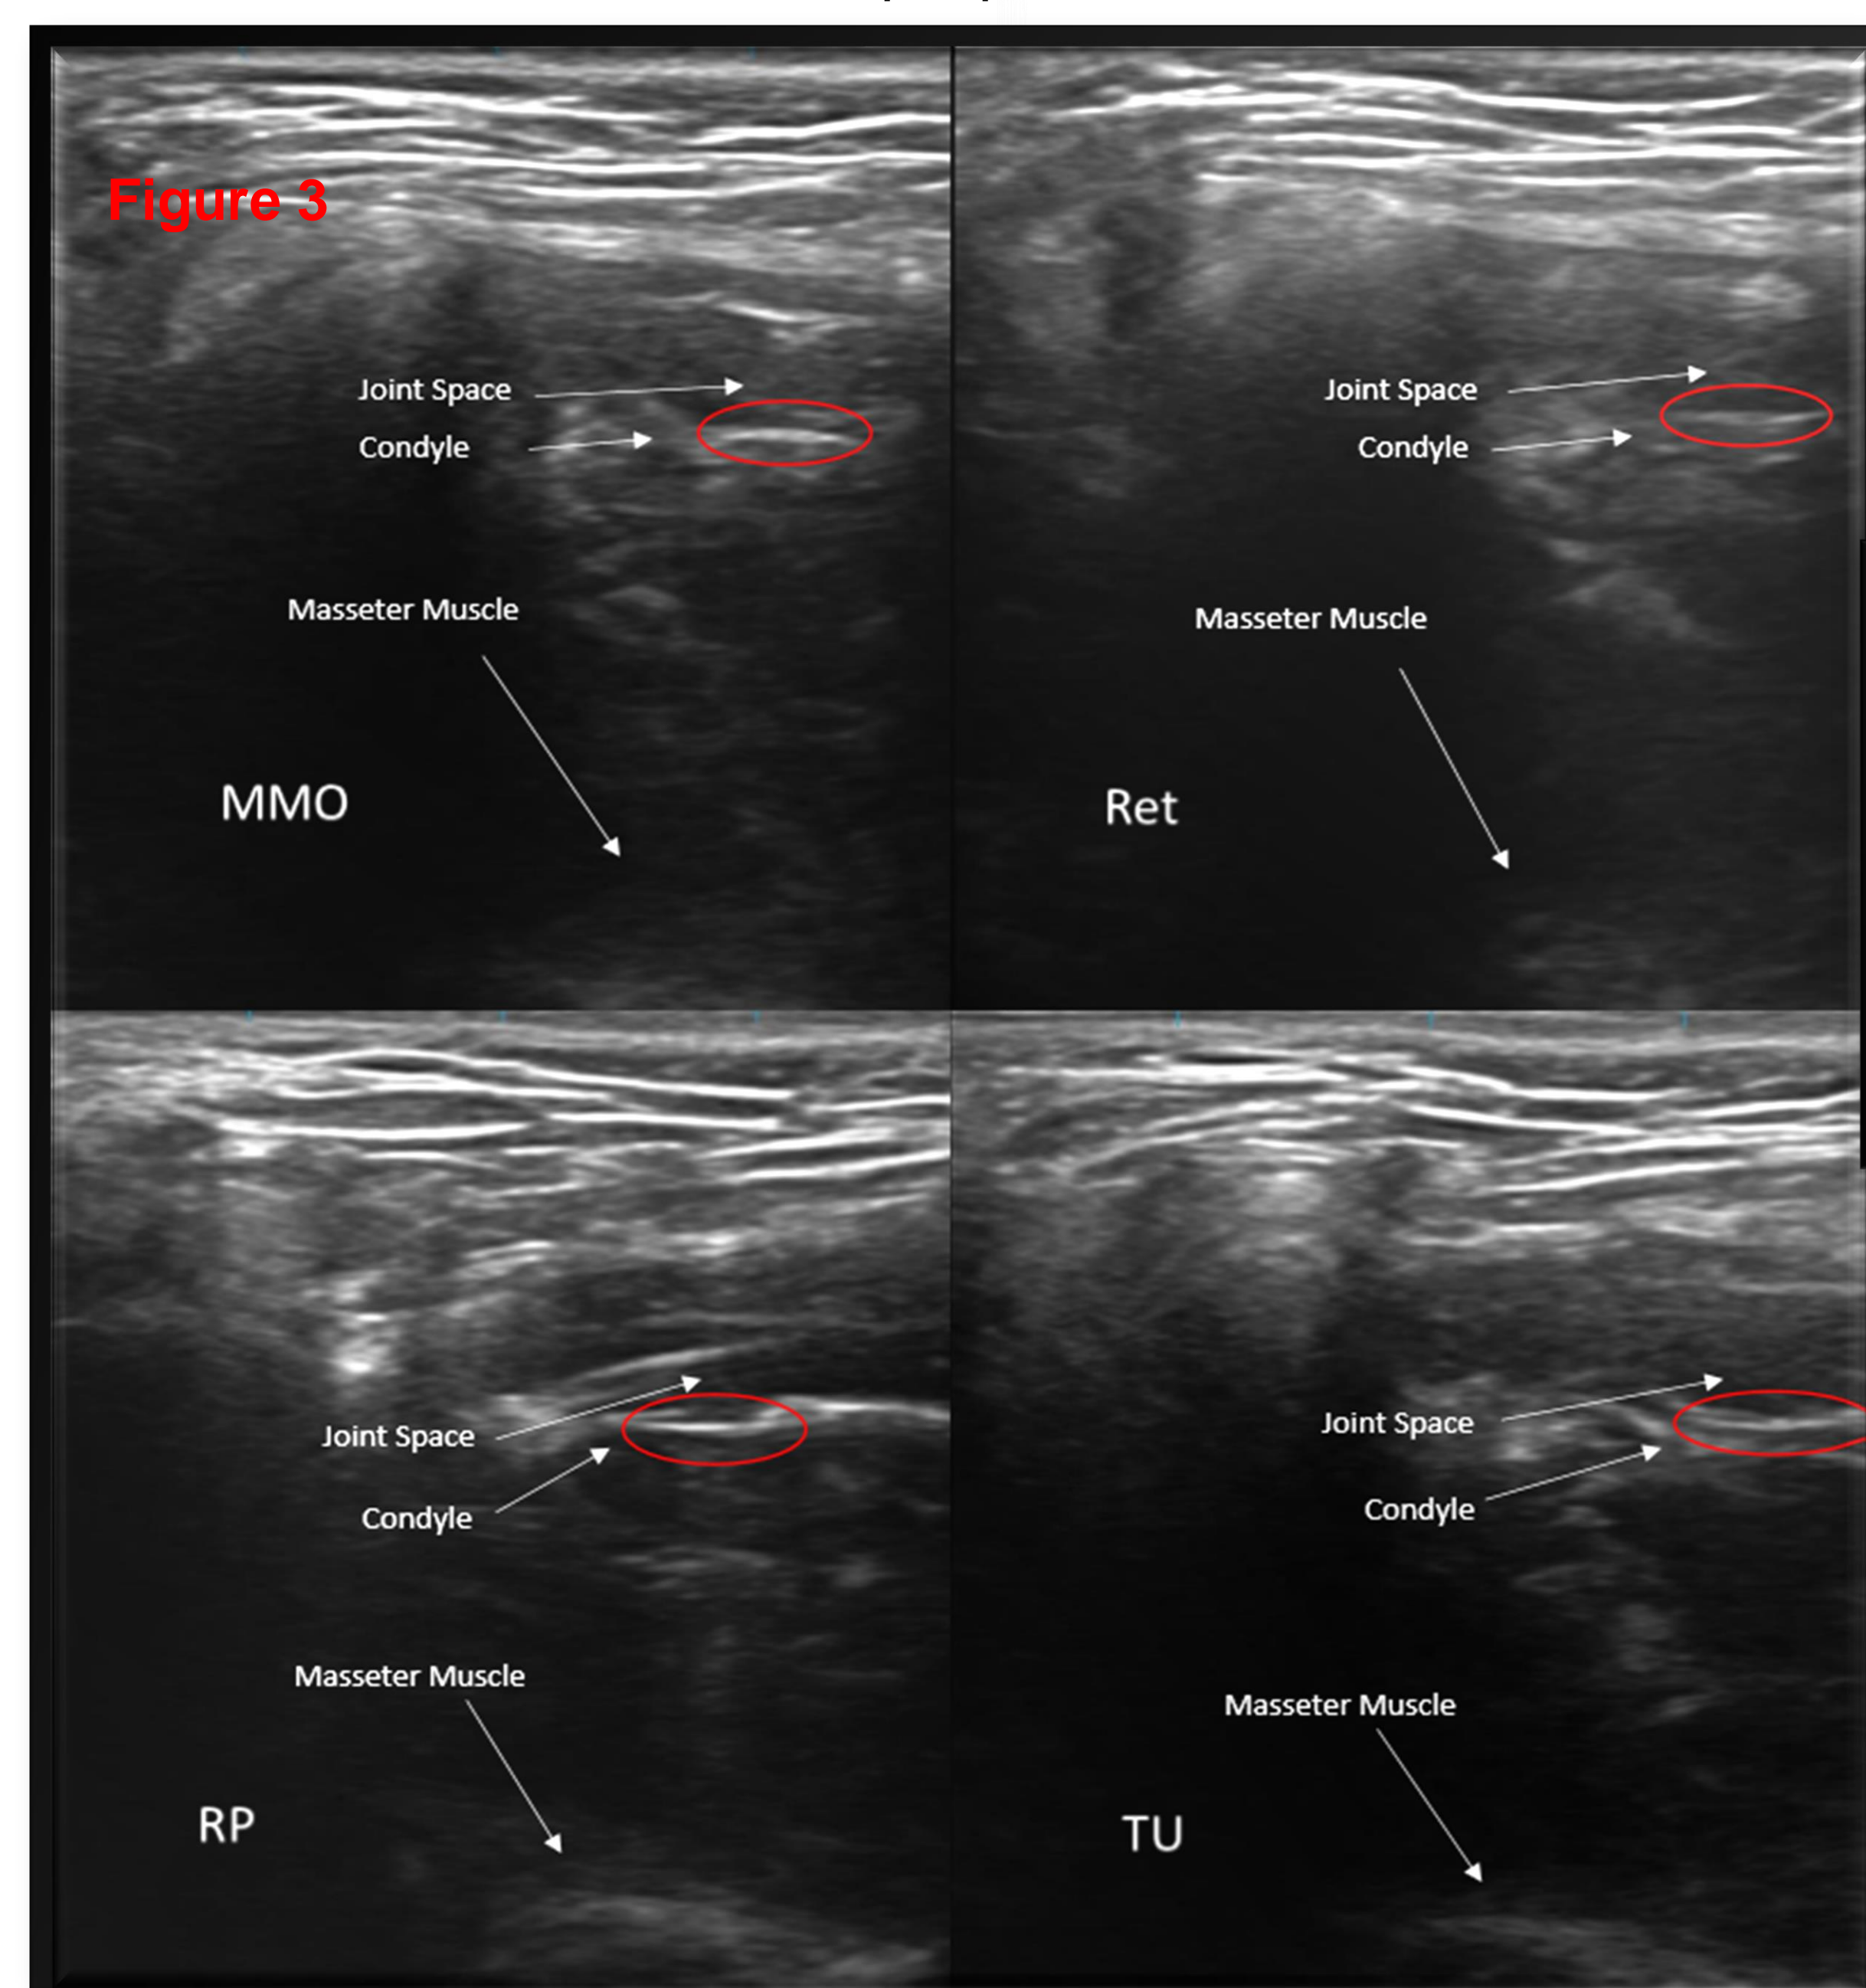 Figure 3
Joint Space
Condyle
Masseter Muscle
MMO
Joint Space
Condyle
Masseter Muscle
Ret
Joint Space
Condyle
Masseter Muscle
RP
Joint Space
Condyle
Masseter Muscle
TU